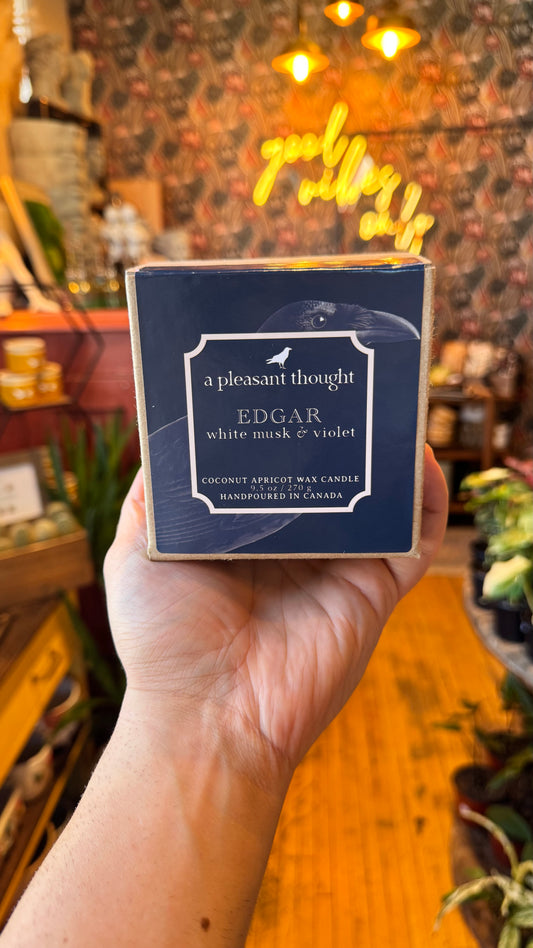 good
vibes
only
a pleasant thought
EDGAR
white musk & violet
COCONUT APRICOT WAX CANDLE
9.5 oz / 270 g
HANDPOURED IN CANADA